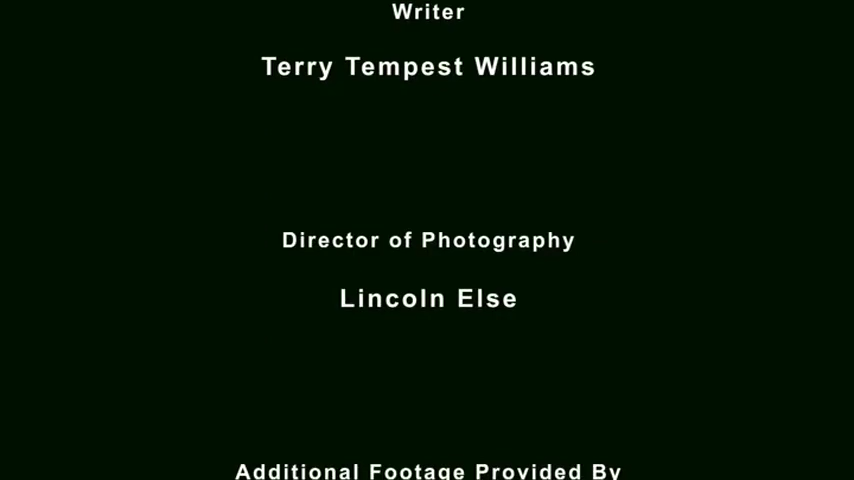 Writer
Terry Tempest Williams
Director of Photography
Lincoln Else
Additional Footage Provided By